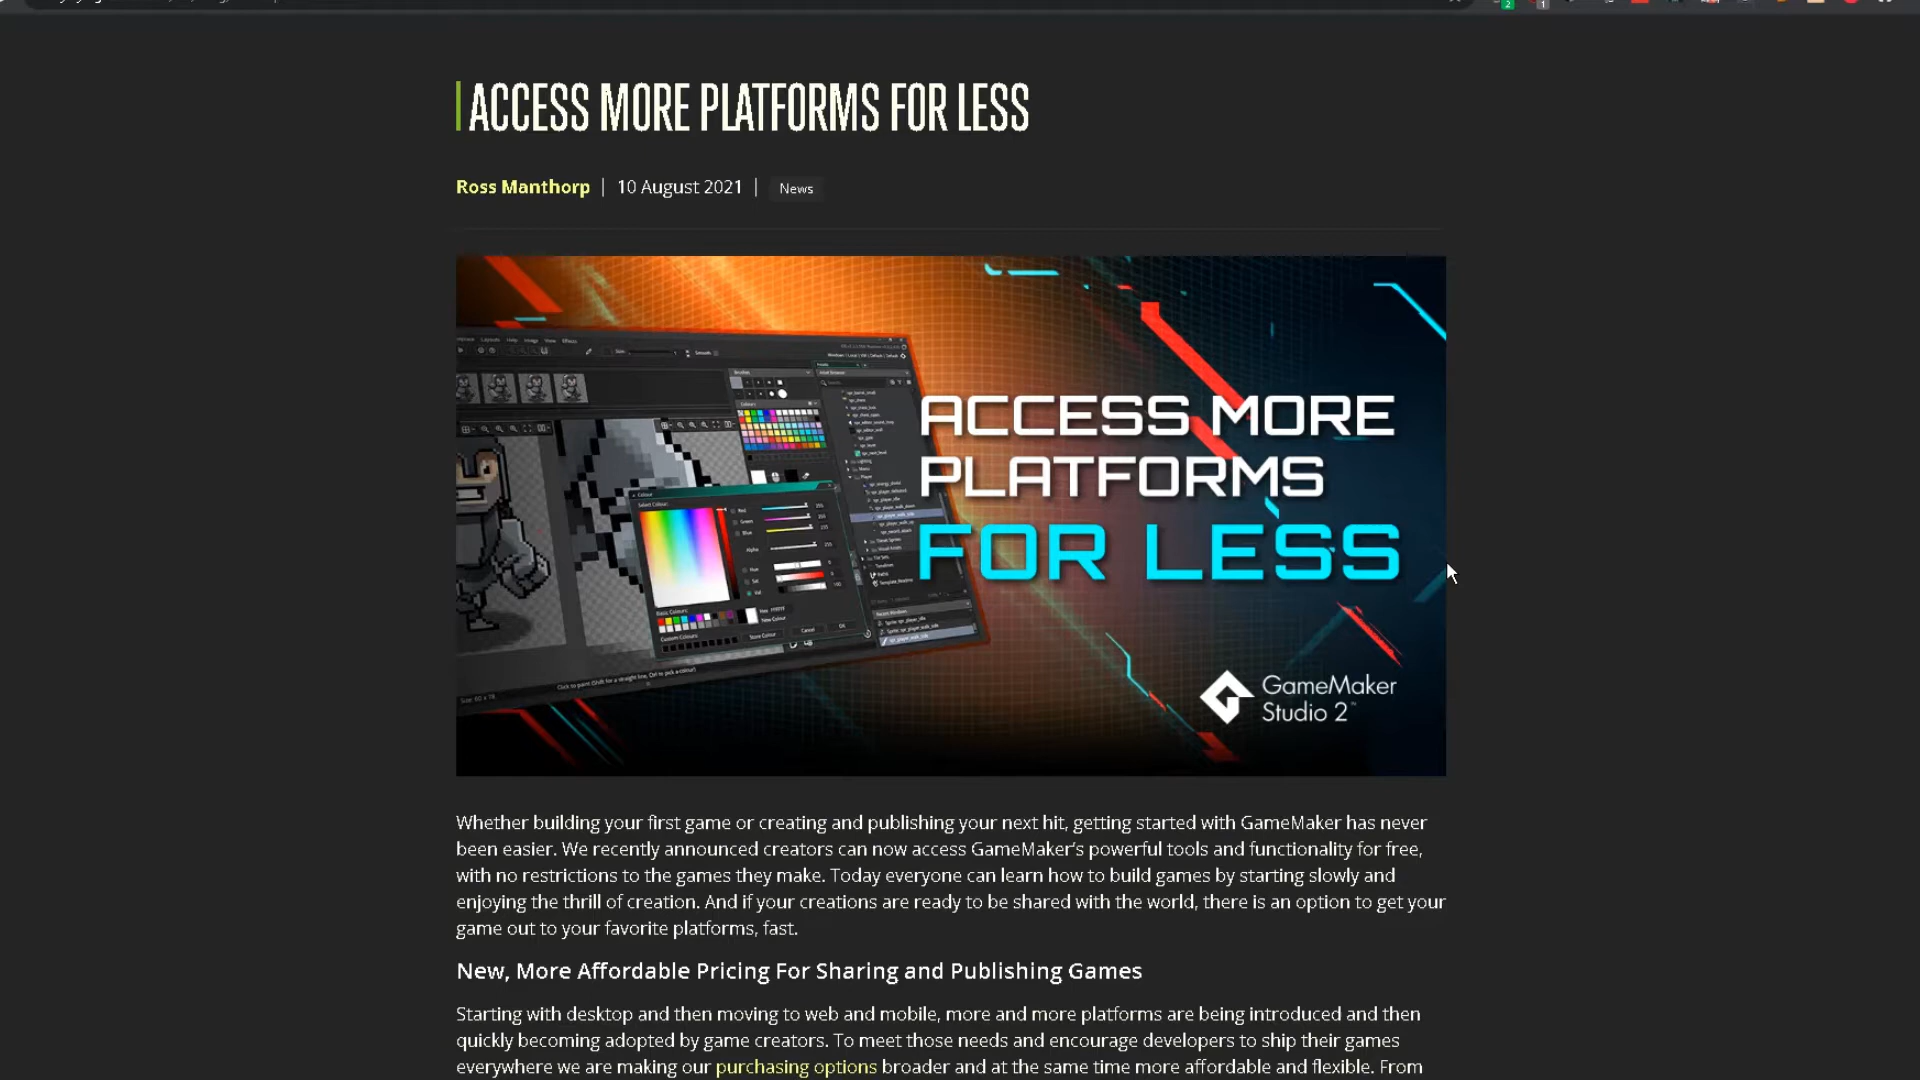 ACCESS MORE PLATFORMS FOR LESS
Ross Manthorp | 10 August 2021 | News
ACCESS MORE
PLATFORMS
FOR LESS
GameMaker
Studio 2™
Whether building your first game or creating and publishing your next hit, getting started with GameMaker has never
been easier. We recently announced creators can now access GameMaker's powerful tools and functionality for free,
with no restrictions to the games they make. Today everyone can learn how to build games by starting slowly and
enjoying the thrill of creation. And if your creations are ready to be shared with the world, there is an option to get your
game out to your favorite platforms, fast.
New, More Affordable Pricing For Sharing and Publishing Games
Starting with desktop and then moving to web and mobile, more and more platforms are being introduced and then
quickly becoming adopted by game creators. To meet those needs and encourage developers to ship their games
everywhere we are making our purchasing options broader and at the same time more affordable and flexible. From